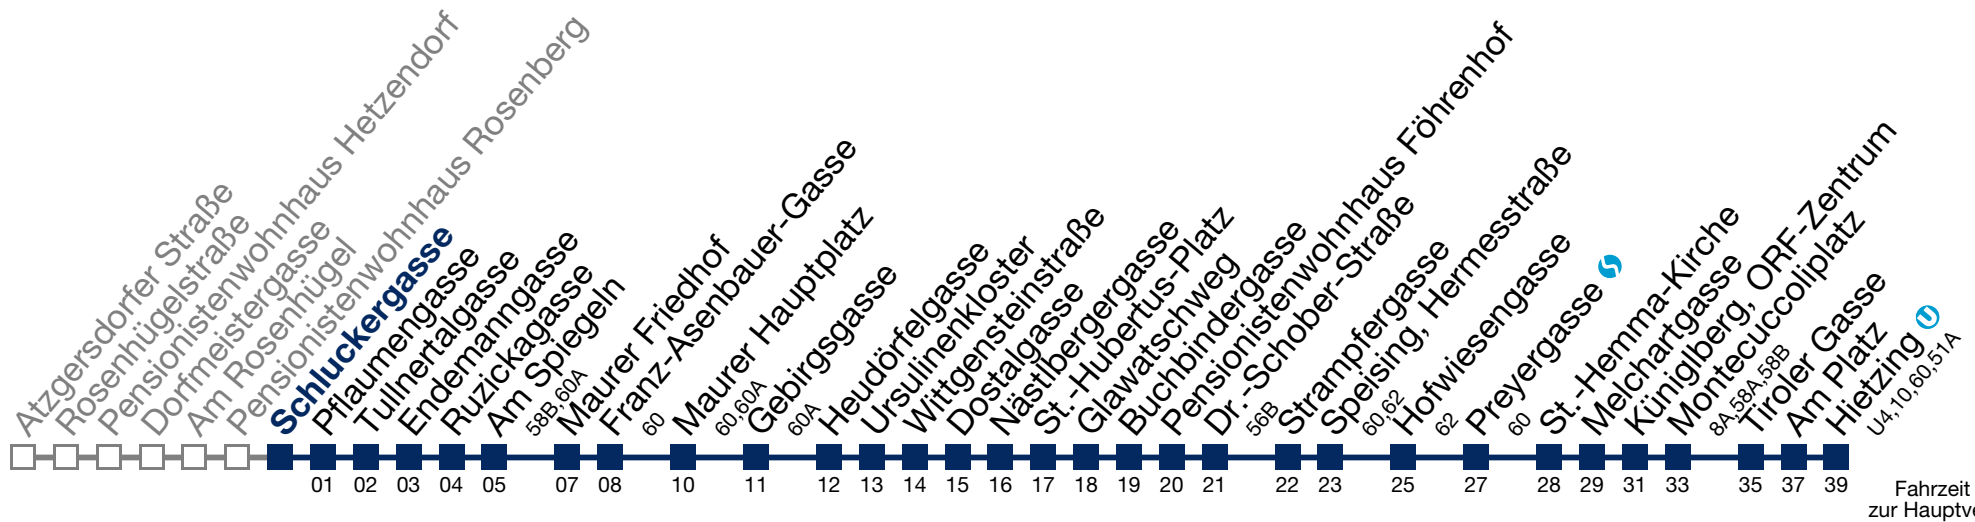 Atzgersdorfer Straße
Rosenhügelstraße
Pensionistenwohnhaus Hetzendorf
Dorfmeistergasse
Am Rosenhügel
Pensionistenwohnhaus Rosenberg
Schluckergasse
Pflaumengasse
Tullnertalgasse
Endemanngasse
Ruzickagasse
Am Spiegeln
58B,60A
Maurer Friedhof
Franz-Asenbauer-Gasse
60
Maurer Hauptplatz
60,60A
Gebirgsgasse
60A
Heudörfelgasse
Ursulinenkloster
Wittgensteinstraße
Dostalgasse
Nästlbergergasse
St.-Hubertus-Platz
Glawatschweg
Buchbindergasse
Pensionistenwohnhaus Föhrenhof
Dr.-Schober-Straße
56B
Strampfergasse
Speising, Hermesstraße
60,62
Hofwiesengasse
62
Preyergasse
60
St.-Hemma-Kirche
Melchartgasse
Küniglberg, ORF-Zentrum
Montecuccoliplatz
8A,58A,58B
Tiroler Gasse
Am Platz
Hietzing U
U4,10,60,51A
01 02 03 04 05 07 08 10 11 12 13 14 15 16 17 18 19 20 21 22 23 25 27 28 29 31 33 35 37 39
Fahrzeit
zur Hauptve